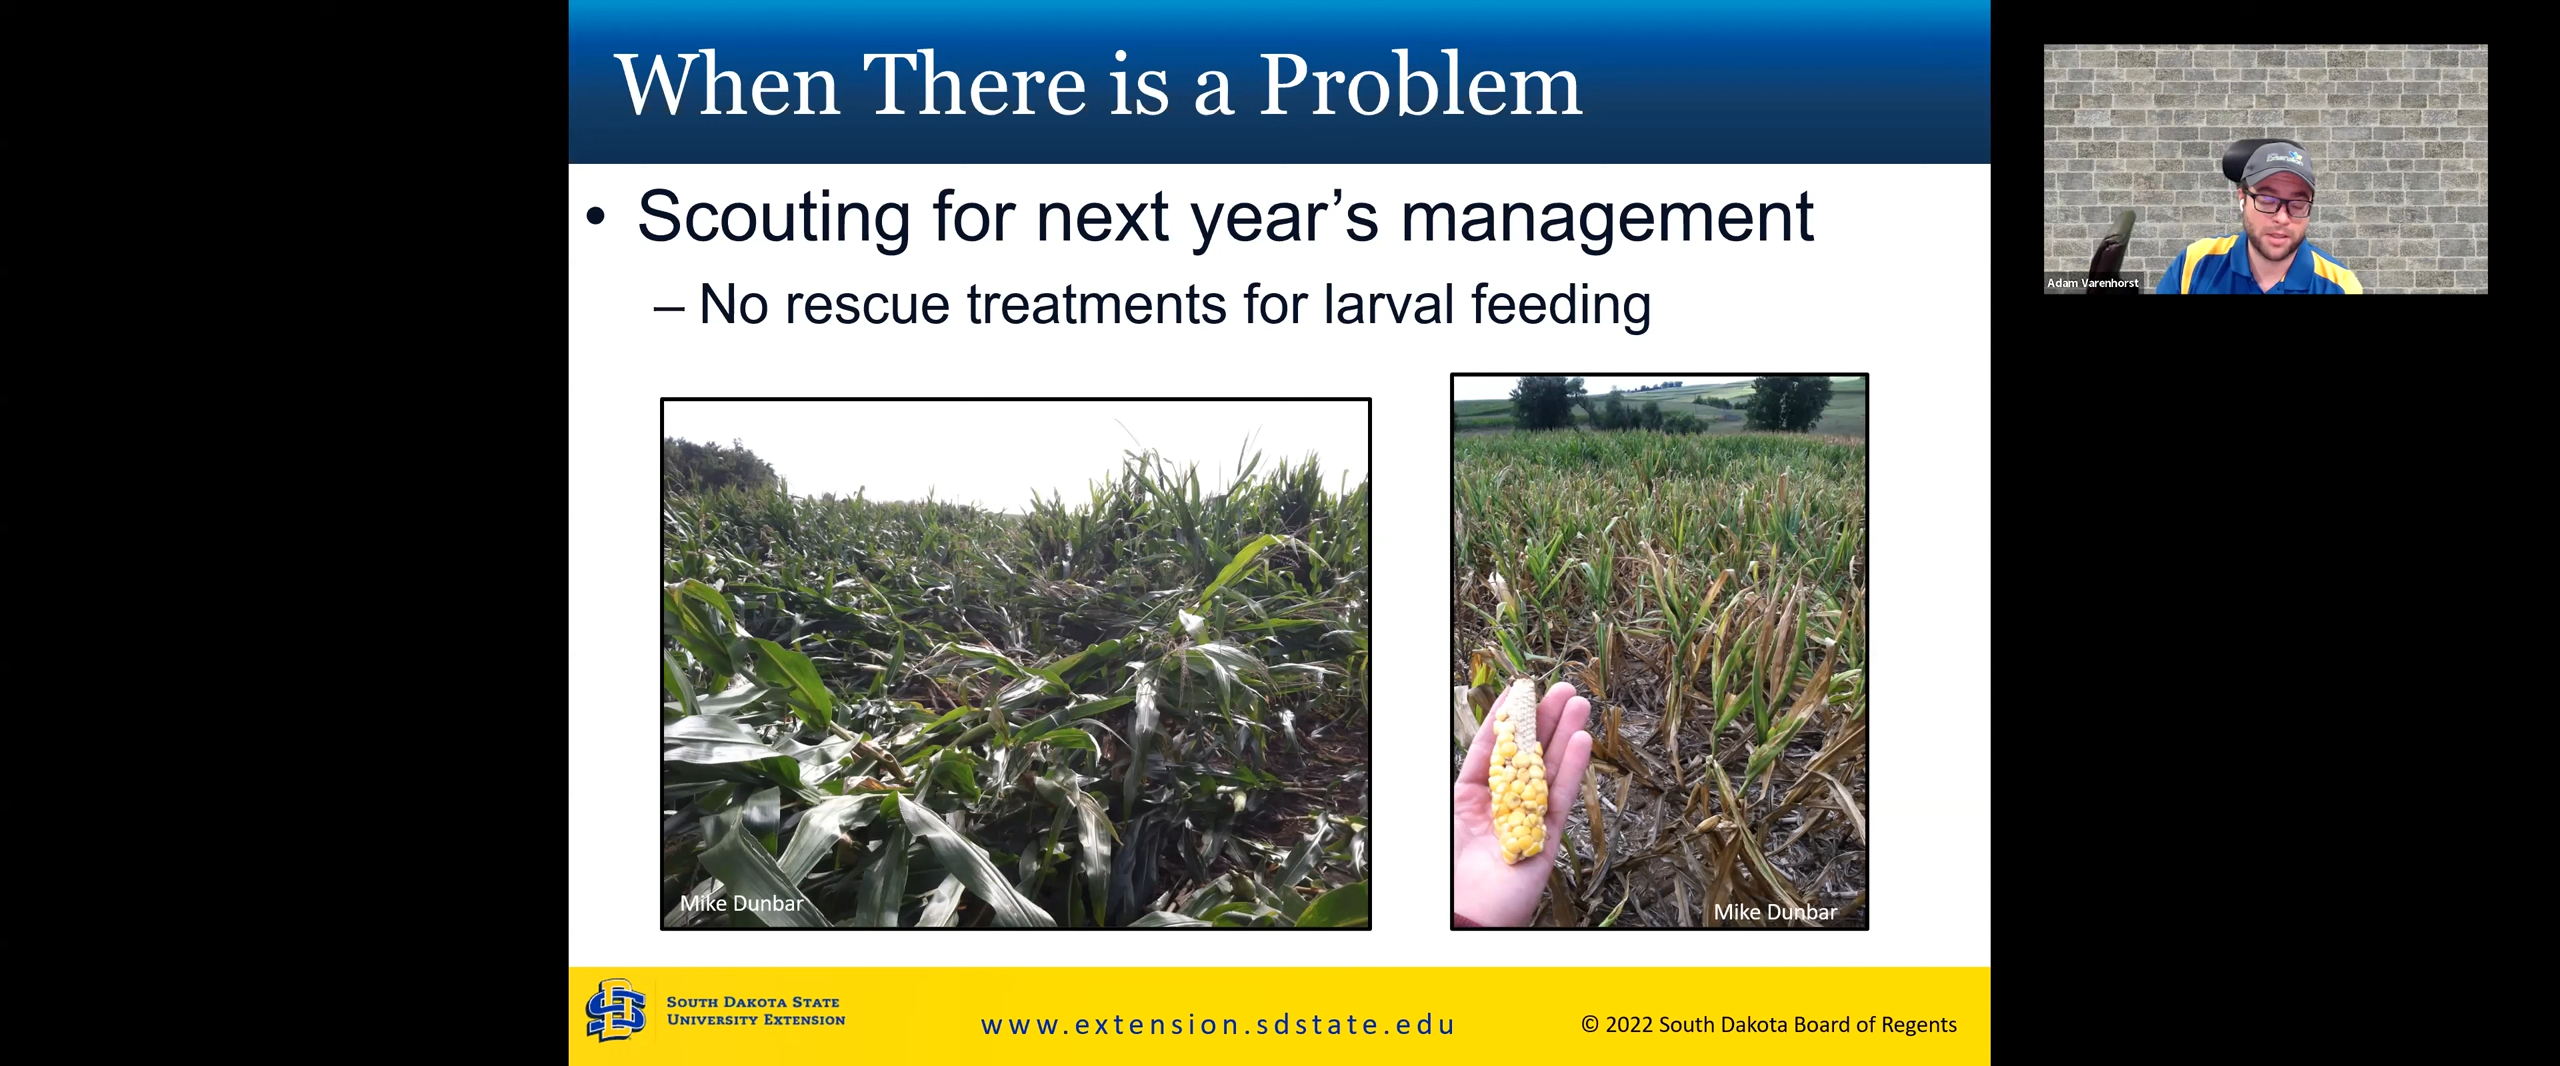 When There is a Problem
• Scouting for next year's management
– No rescue treatments for larval feeding
Mike Dunbar
Mike Dunbar
SOUTH DAKOTA STATE
UNIVERSITY EXTENSION
www.extension.sdstate.edu
© 2022 South Dakota Board of Regents
Adam Varenhorst